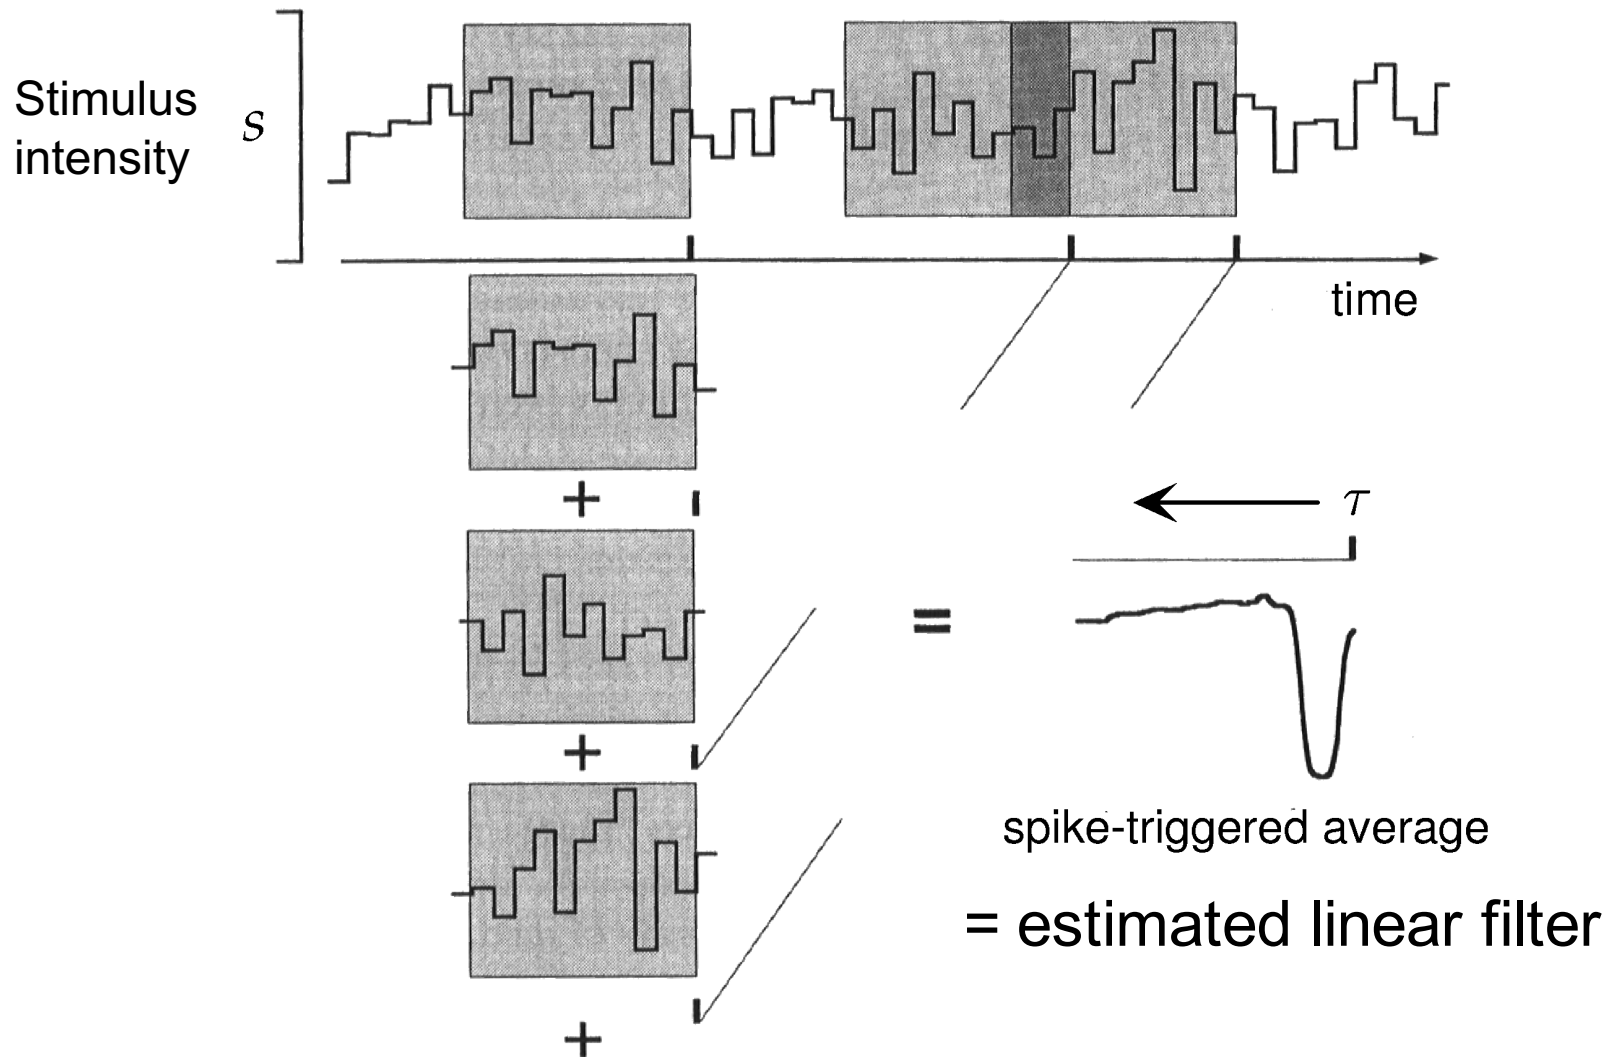 Stimulus
intensity
s
time
+
τ
=
+
spike-triggered average
= estimated linear filter
+